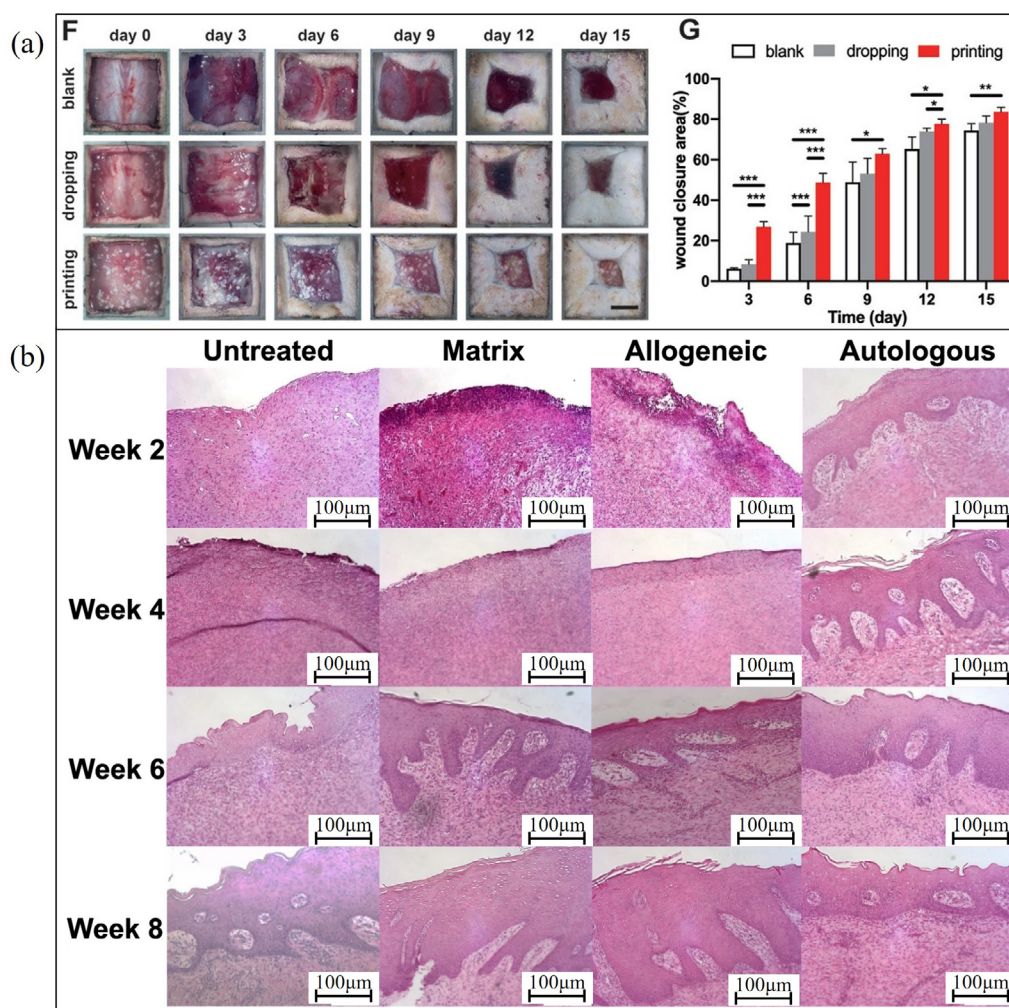 (a)
F
day 0 day 3 day 6 day 9 day 12 day 15
blank
dropping
printing
G
blank dropping printing
wound closure area(%)
100
80
60
40
20
0
*** *** *** *** *** * * * **
3 6 9 12 15
Time (day)
(b)
Untreated Matrix Allogeneic Autologous
Week 2
100μm 100μm 100μm 100μm
Week 4
100μm 100μm 100μm 100μm
Week 6
100μm 100μm 100μm 100μm
Week 8
100μm 100μm 100μm 100μm